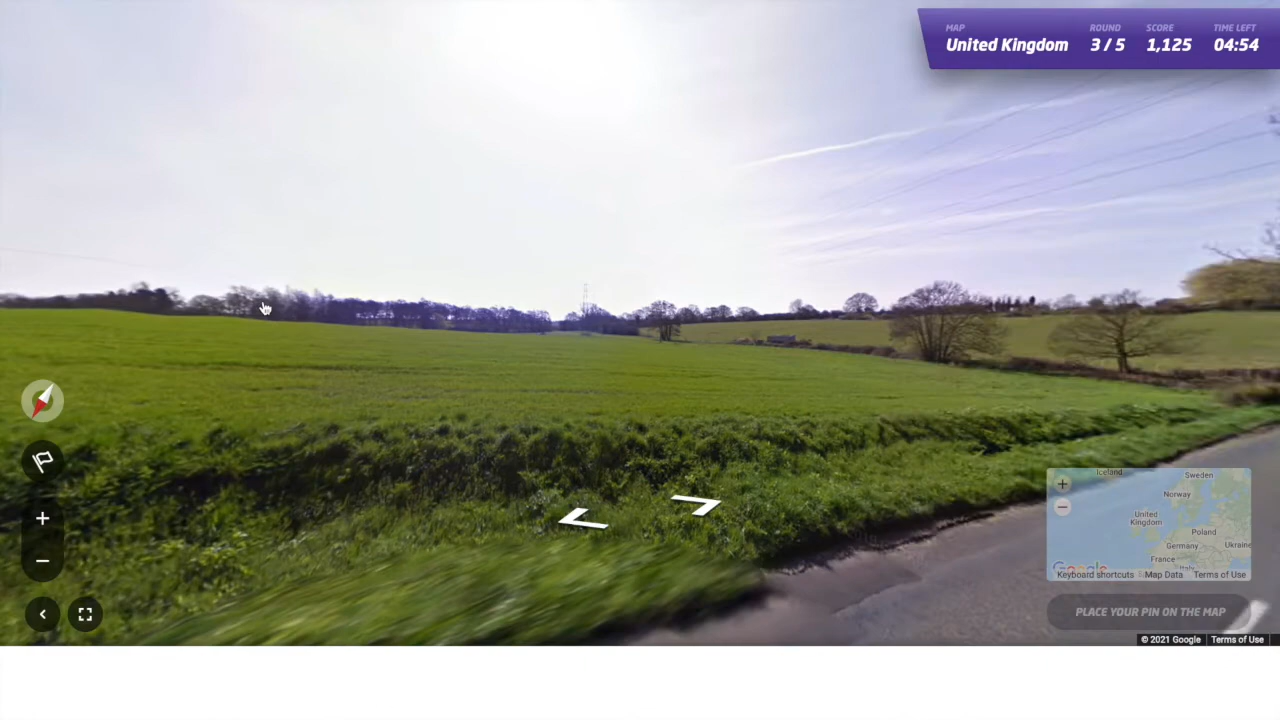 MAP
United Kingdom
ROUND
3 / 5
SCORE
1,125
TIME LEFT
04:54
Iceland
Sweden
Norway
United
Kingdom
Poland
Germany
Ukraine
France
Italy
Google
Keyboard shortcuts
Map Data
Terms of Use
PLACE YOUR PIN ON THE MAP
© 2021 Google
Terms of Use